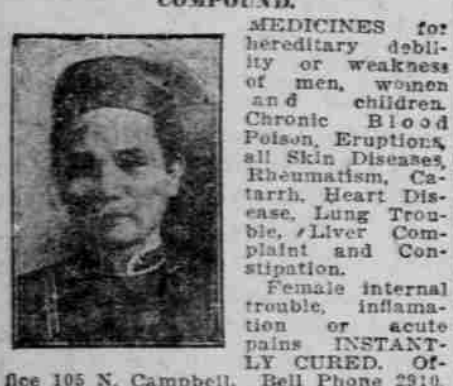 COMPOUND.
MEDICINES for
hereditary debil-
ity or weakness
of men, women
and children.
Chronic Blood
Poison, Eruptions,
all Skin Diseases,
Rheumatism, Ca-
tarrh, Heart Dis-
ease, Lung Trou-
ble, Liver Com-
plaint and Con-
stipation.
Female internal
trouble, inflama-
tion or acute
pains INSTANT-
LY CURED. Of-
fice 105 N. Campbell. Bell Phone 2910.